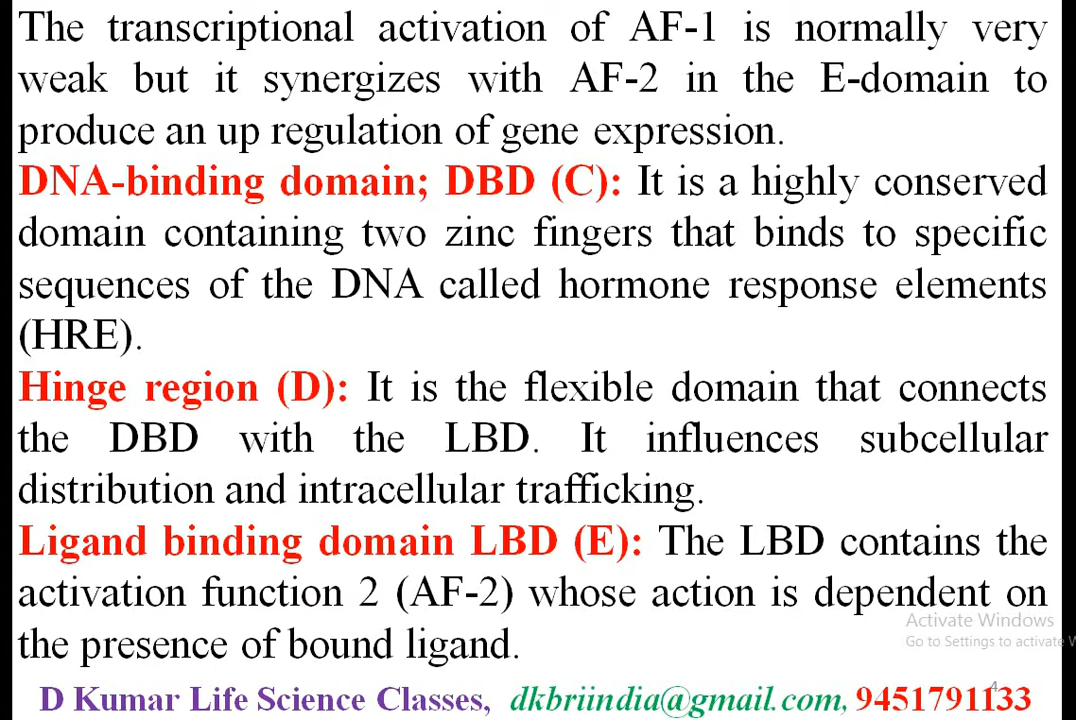 The transcriptional activation of AF-1 is normally very
weak but it synergizes with AF-2 in the E-domain to
produce an up regulation of gene expression.
DNA-binding domain; DBD (C): It is a highly conserved
domain containing two zinc fingers that binds to specific
sequences of the DNA called hormone response elements
(HRE).
Hinge region (D): It is the flexible domain that connects
the DBD with the LBD. It influences subcellular
distribution and intracellular trafficking.
Ligand binding domain LBD (E): The LBD contains the
activation function 2 (AF-2) whose action is dependent on
the presence of bound ligand.
Activate Windows
Go to Settings to activate W
4
D Kumar Life Science Classes, dkbriindia@gmail.com, 9451791133